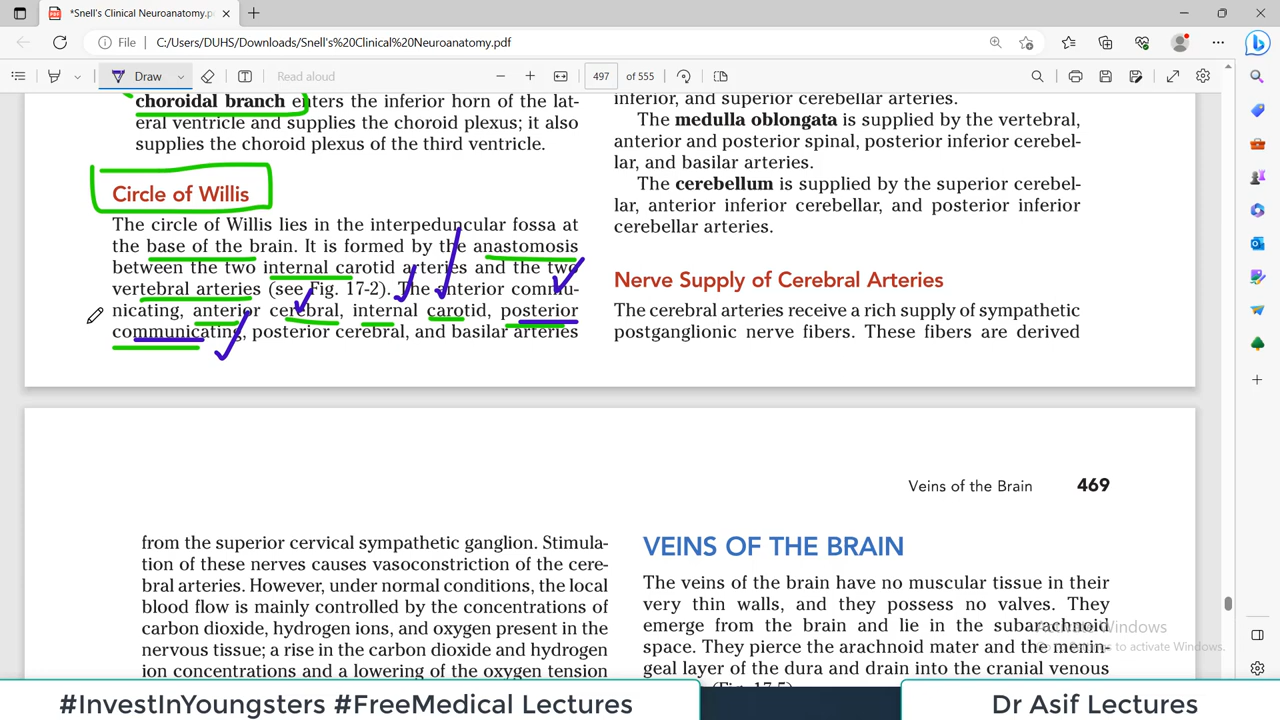 *Snell's Clinical Neuroanatomy.p
File
C:/Users/DUHS/Downloads/Snell's%20Clinical%20Neuroanatomy.pdf
Draw
Read aloud
497 of 555
choroidal branch enters the inferior horn of the lat-
eral ventricle and supplies the choroid plexus; it also
supplies the choroid plexus of the third ventricle.
Circle of Willis
The circle of Willis lies in the interpeduncular fossa at
the base of the brain. It is formed by the anastomosis
between the two internal carotid arteries and the two
vertebral arteries (see Fig. 17-2). The anterior commu-
nicating, anterior cerebral, internal carotid, posterior
communicating, posterior cerebral, and basilar arteries
inferior, and superior cerebellar arteries.
The medulla oblongata is supplied by the vertebral,
anterior and posterior spinal, posterior inferior cerebel-
lar, and basilar arteries.
The cerebellum is supplied by the superior cerebel-
lar, anterior inferior cerebellar, and posterior inferior
cerebellar arteries.
Nerve Supply of Cerebral Arteries
The cerebral arteries receive a rich supply of sympathetic
postganglionic nerve fibers. These fibers are derived
Veins of the Brain 469
from the superior cervical sympathetic ganglion. Stimula-
tion of these nerves causes vasoconstriction of the cere-
bral arteries. However, under normal conditions, the local
blood flow is mainly controlled by the concentrations of
carbon dioxide, hydrogen ions, and oxygen present in the
nervous tissue; a rise in the carbon dioxide and hydrogen
ion concentrations and a lowering of the oxygen tension
VEINS OF THE BRAIN
The veins of the brain have no muscular tissue in their
very thin walls, and they possess no valves. They
emerge from the brain and lie in the subarachnoid
space. They pierce the arachnoid mater and the menin-
geal layer of the dura and drain into the cranial venous
(Fig. 17-5)
Activate Windows
to activate Windows.
#InvestInYoungsters #FreeMedical Lectures
Dr Asif Lectures